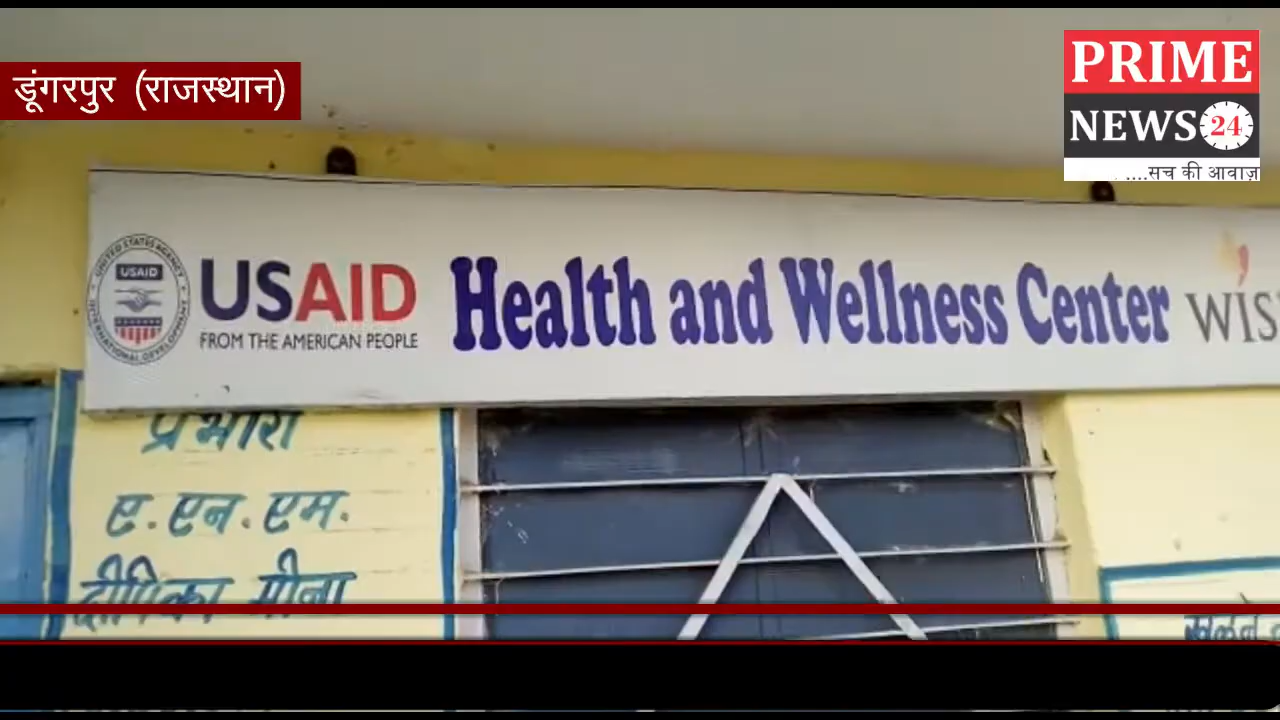 डूंगरपुर (राजस्थान)
PRIME
NEWS 24
....सच की आवाज़
UNITED STATES AGENCY
USAID
INTERNATIONAL DEVELOPMENT
USAID
FROM THE AMERICAN PEOPLE
Health and Wellness Center
प्रभारी
ए.एन.एम.
दीपिका मीना